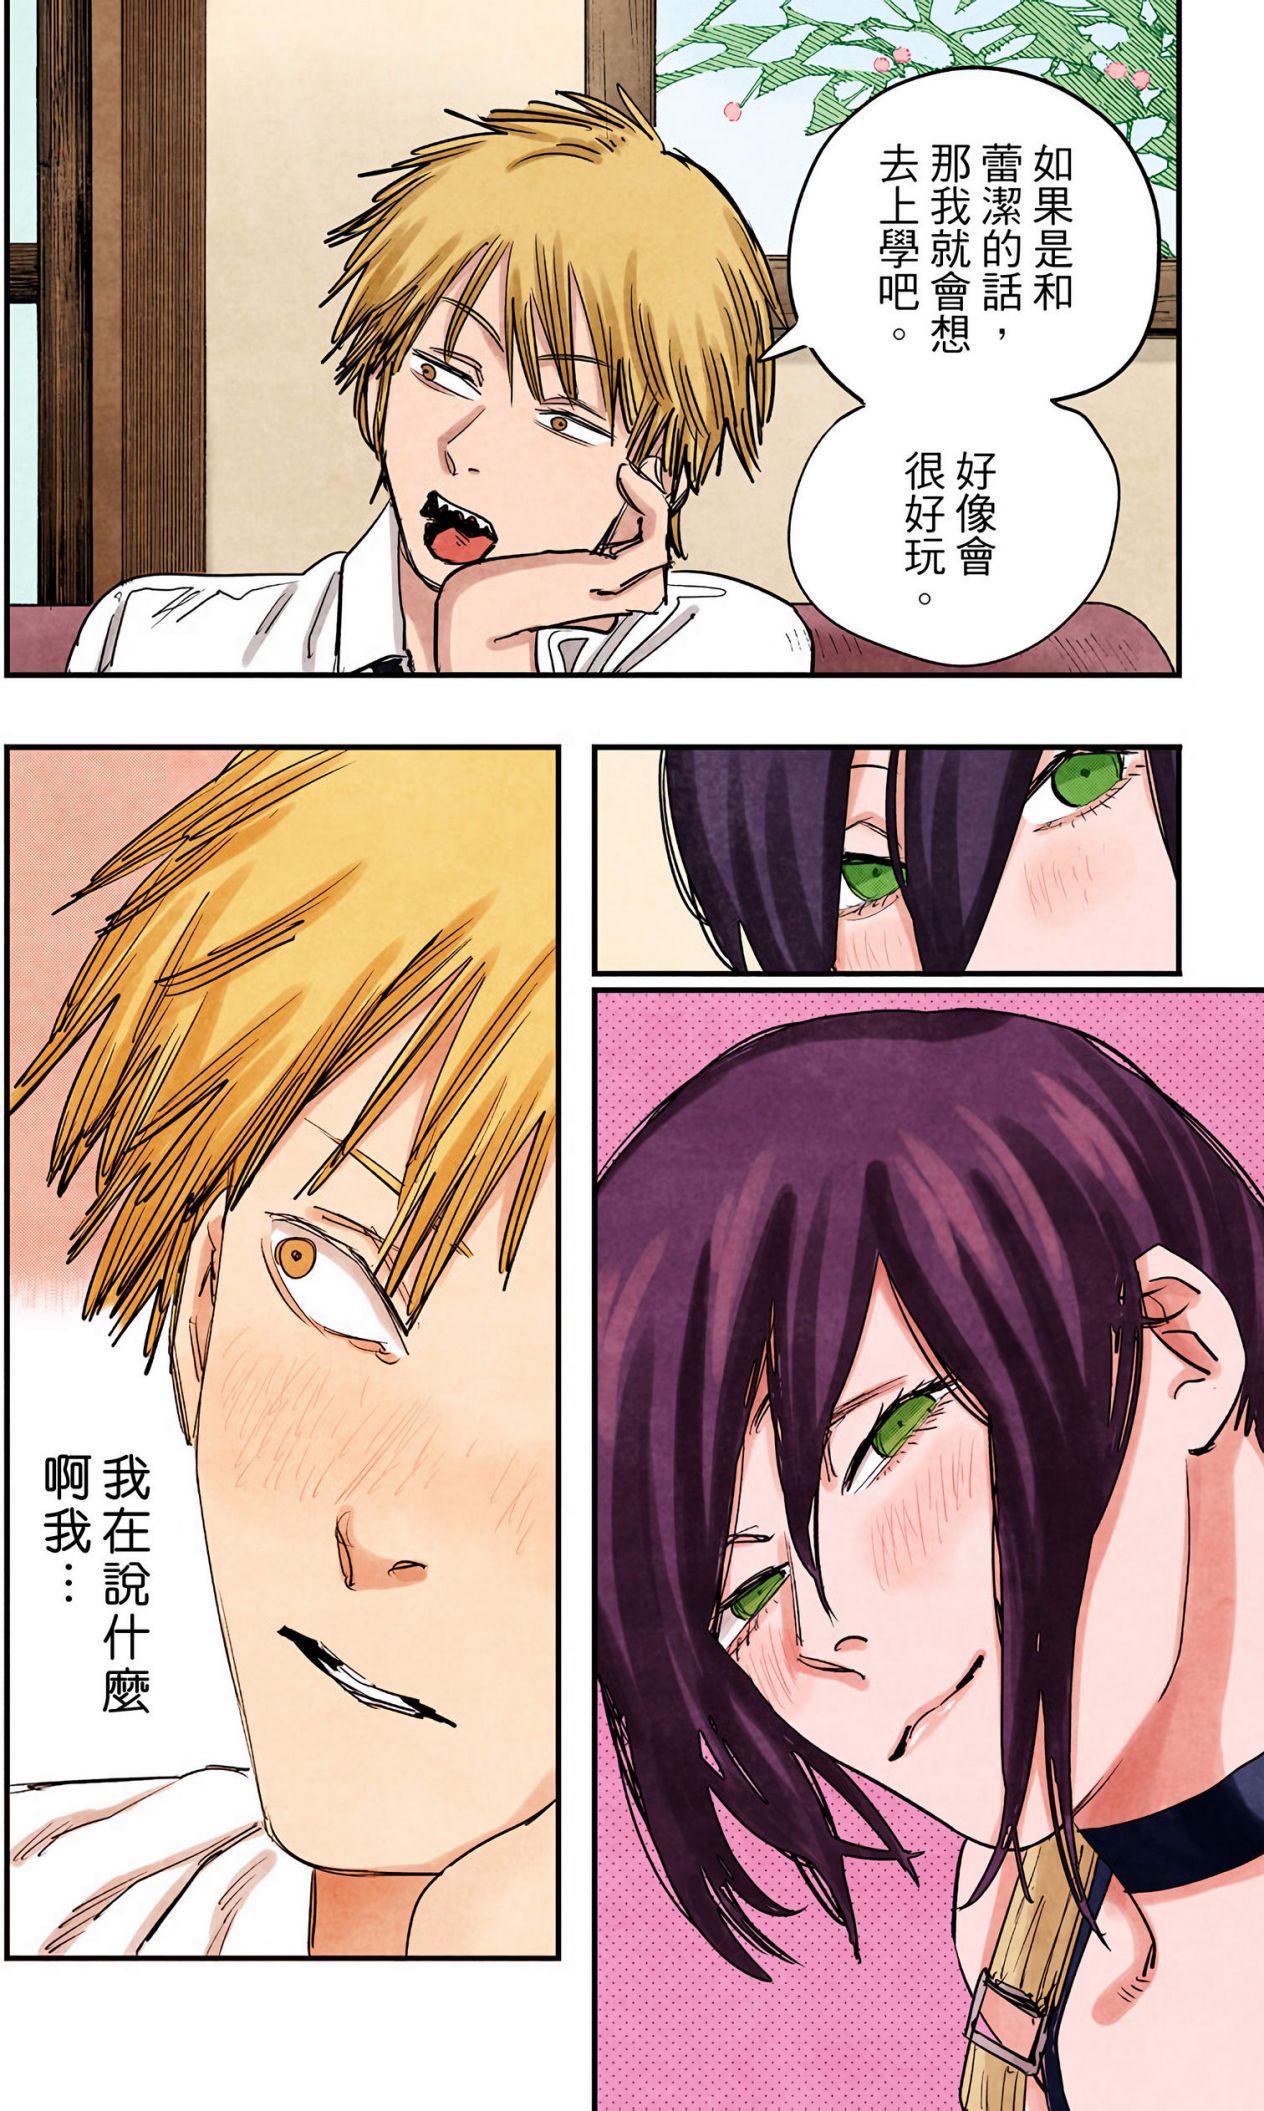 如果是和
蕾潔的話，
那我就會想
去上學吧。
好像會
很好玩。
我在說什麼
啊我…